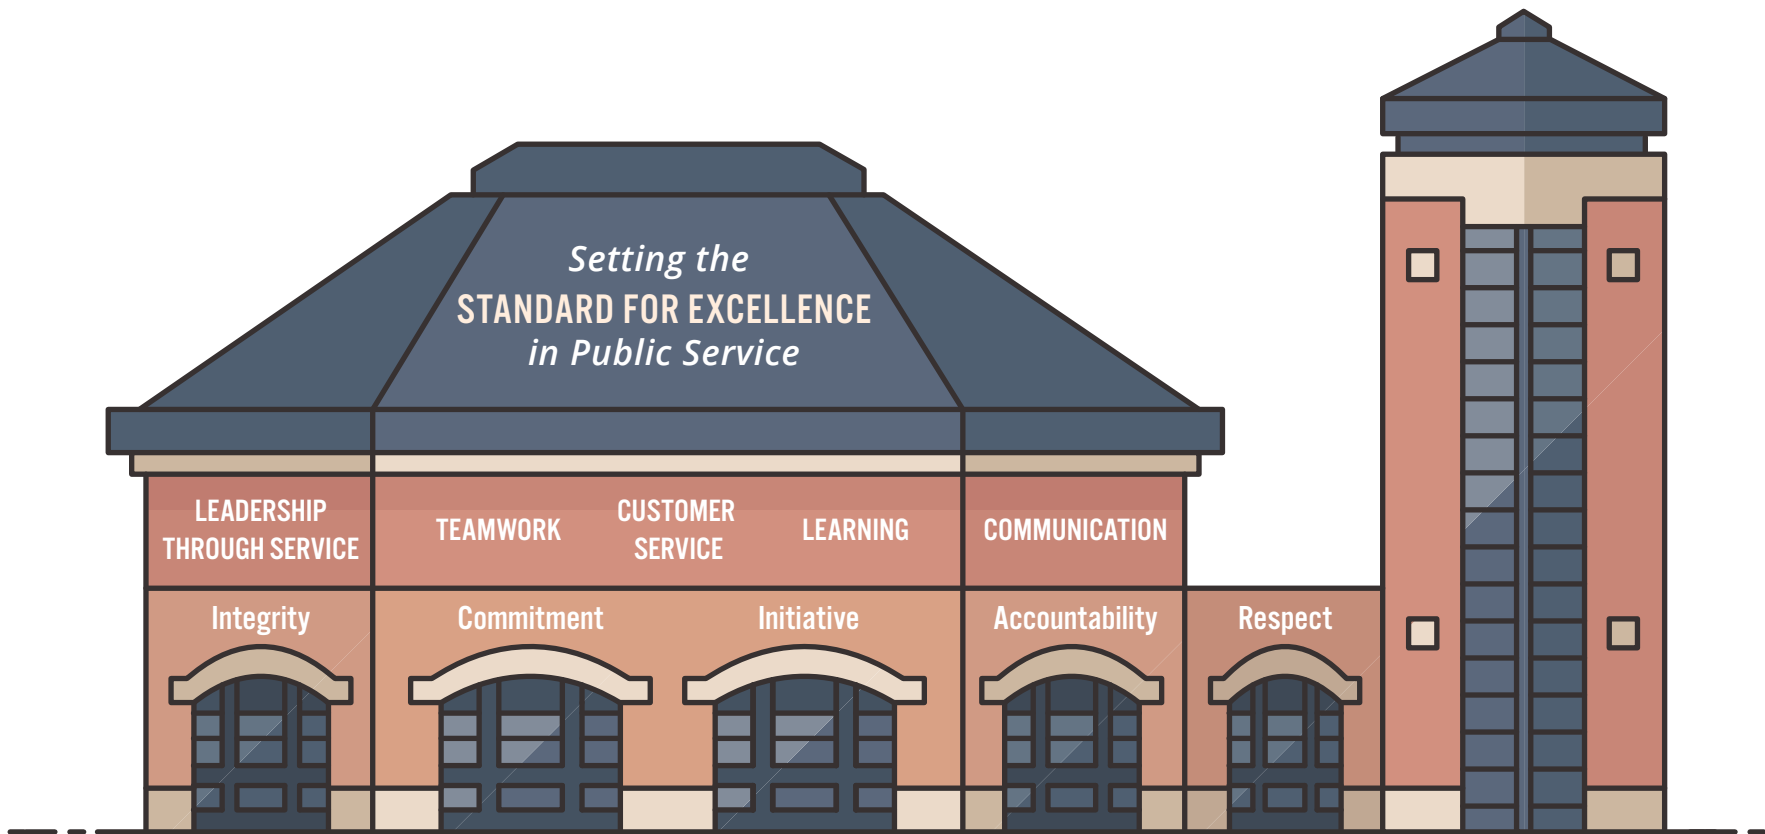 Setting the
STANDARD FOR EXCELLENCE
in Public Service
LEADERSHIP
THROUGH SERVICE
TEAMWORK
CUSTOMER
SERVICE
LEARNING
COMMUNICATION
Integrity
Commitment
Initiative
Accountability
Respect